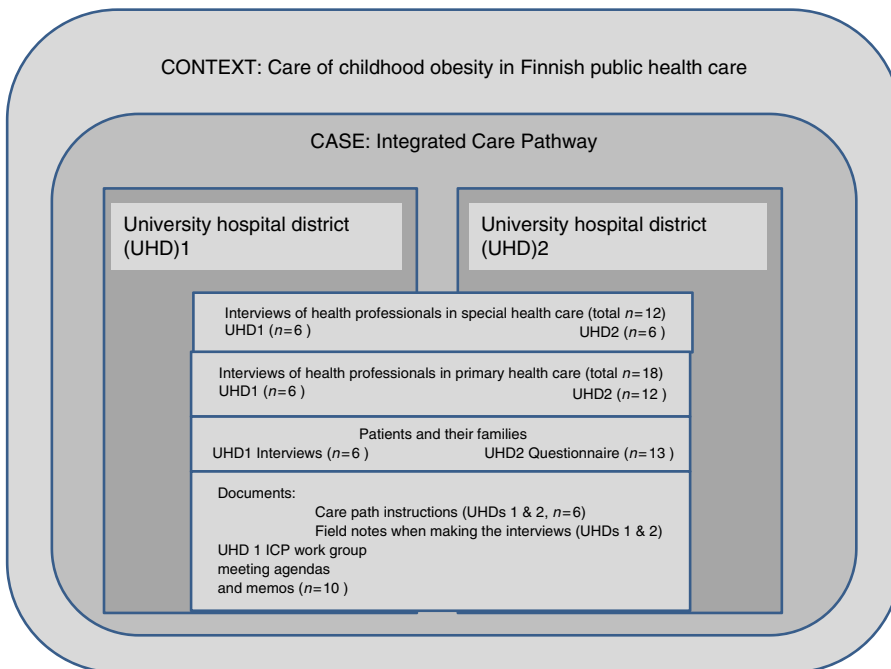 CONTEXT: Care of childhood obesity in Finnish public health care
CASE: Integrated Care Pathway
University hospital district
(UHD)1
University hospital district
(UHD)2
Interviews of health professionals in special health care (total n=12)
UHD1 (n=6 )
UHD2 (n=6 )
Interviews of health professionals in primary health care (total n=18)
UHD1 (n=6 )
UHD2 (n=12 )
Patients and their families
UHD1 Interviews (n=6 )
UHD2 Questionnaire (n=13 )
Documents:
Care path instructions (UHDs 1 & 2, n=6)
Field notes when making the interviews (UHDs 1 & 2)
UHD 1 ICP work group
meeting agendas
and memos (n=10 )